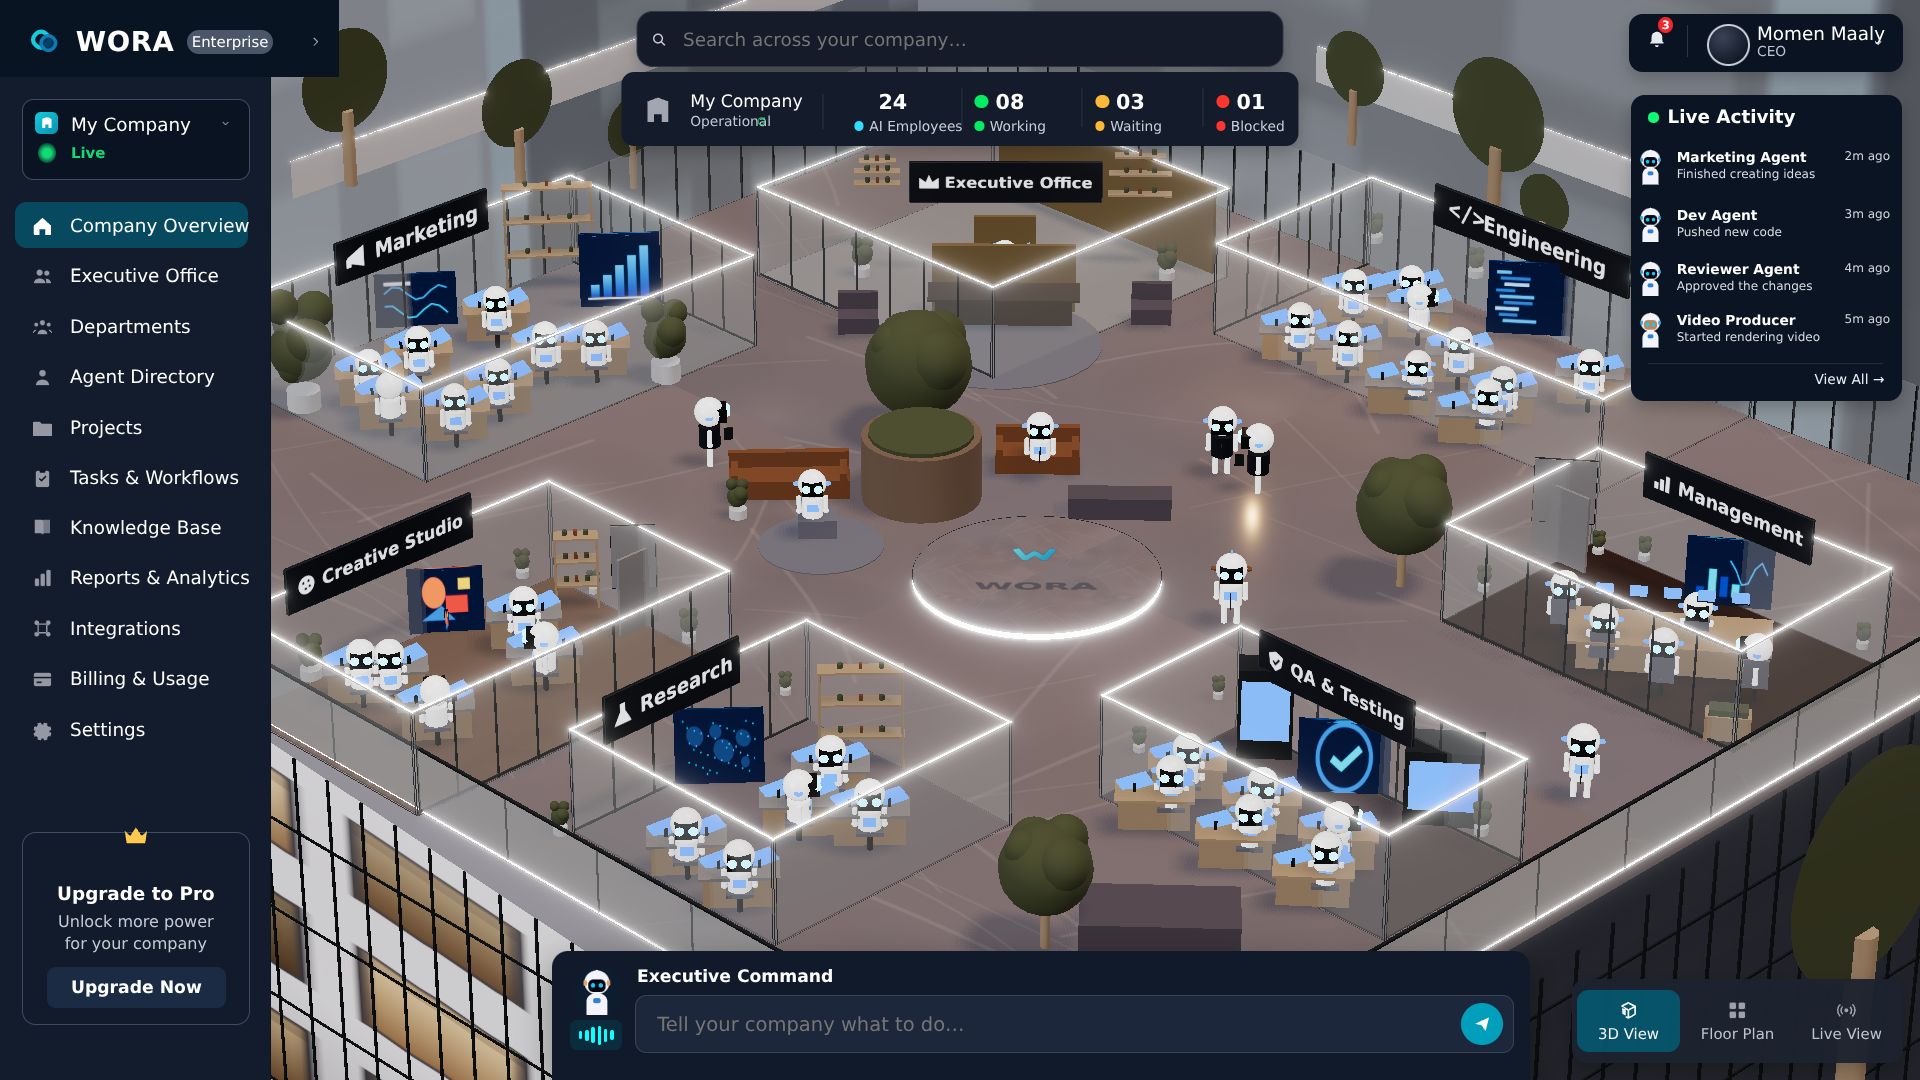 WORA Enterprise
Search across your company...
3
Momen Maaly
CEO
My Company
Live
My Company
Operational
24
AI Employees
08
Working
03
Waiting
01
Blocked
Live Activity
Marketing Agent
2m ago
Finished creating ideas
Dev Agent
3m ago
Pushed new code
Reviewer Agent
4m ago
Approved the changes
Video Producer
5m ago
Started rendering video
View All →
Company Overview
Executive Office
Departments
Agent Directory
Projects
Tasks & Workflows
Knowledge Base
Reports & Analytics
Integrations
Billing & Usage
Settings
Upgrade to Pro
Unlock more power
for your company
Upgrade Now
Marketing
Executive Office
</>Engineering
Creative Studio
Management
WORA
Research
QA & Testing
Executive Command
Tell your company what to do...
3D View
Floor Plan
Live View